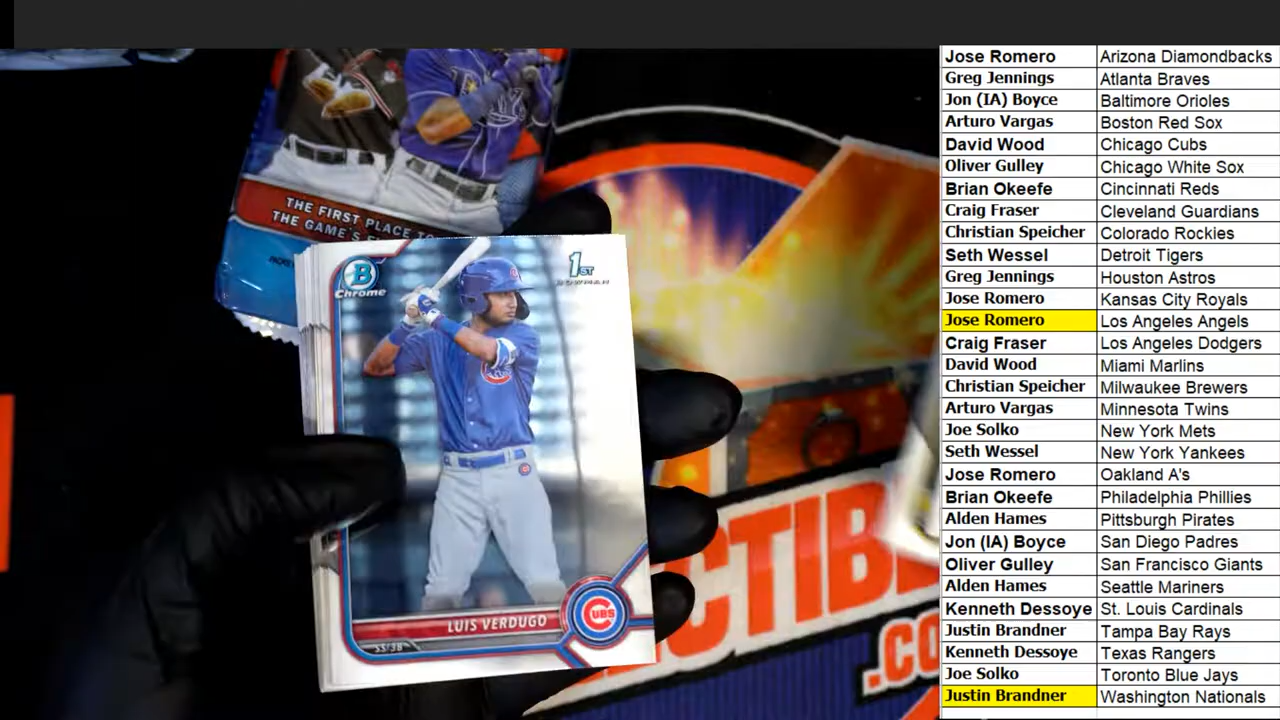 Jose Romero Arizona Diamondbacks
Greg Jennings Atlanta Braves
Jon (IA) Boyce Baltimore Orioles
Arturo Vargas Boston Red Sox
David Wood Chicago Cubs
Oliver Gulley Chicago White Sox
Brian Okeefe Cincinnati Reds
Craig Fraser Cleveland Guardians
Christian Speicher Colorado Rockies
Seth Wessel Detroit Tigers
Greg Jennings Houston Astros
Jose Romero Kansas City Royals
Jose Romero Los Angeles Angels
Craig Fraser Los Angeles Dodgers
David Wood Miami Marlins
Christian Speicher Milwaukee Brewers
Arturo Vargas Minnesota Twins
Joe Solko New York Mets
Seth Wessel New York Yankees
Jose Romero Oakland A's
Brian Okeefe Philadelphia Phillies
Alden Hames Pittsburgh Pirates
Jon (IA) Boyce San Diego Padres
Oliver Gulley San Francisco Giants
Alden Hames Seattle Mariners
Kenneth Dessoye St. Louis Cardinals
Justin Brandner Tampa Bay Rays
Kenneth Dessoye Texas Rangers
Joe Solko Toronto Blue Jays
Justin Brandner Washington Nationals
THE FIRST PLACE TO
THE GAME'S
B
Chrome
1ST
BOWMAN
LUIS VERDUGO
SS/3B
CUBS
CTIB
.CO